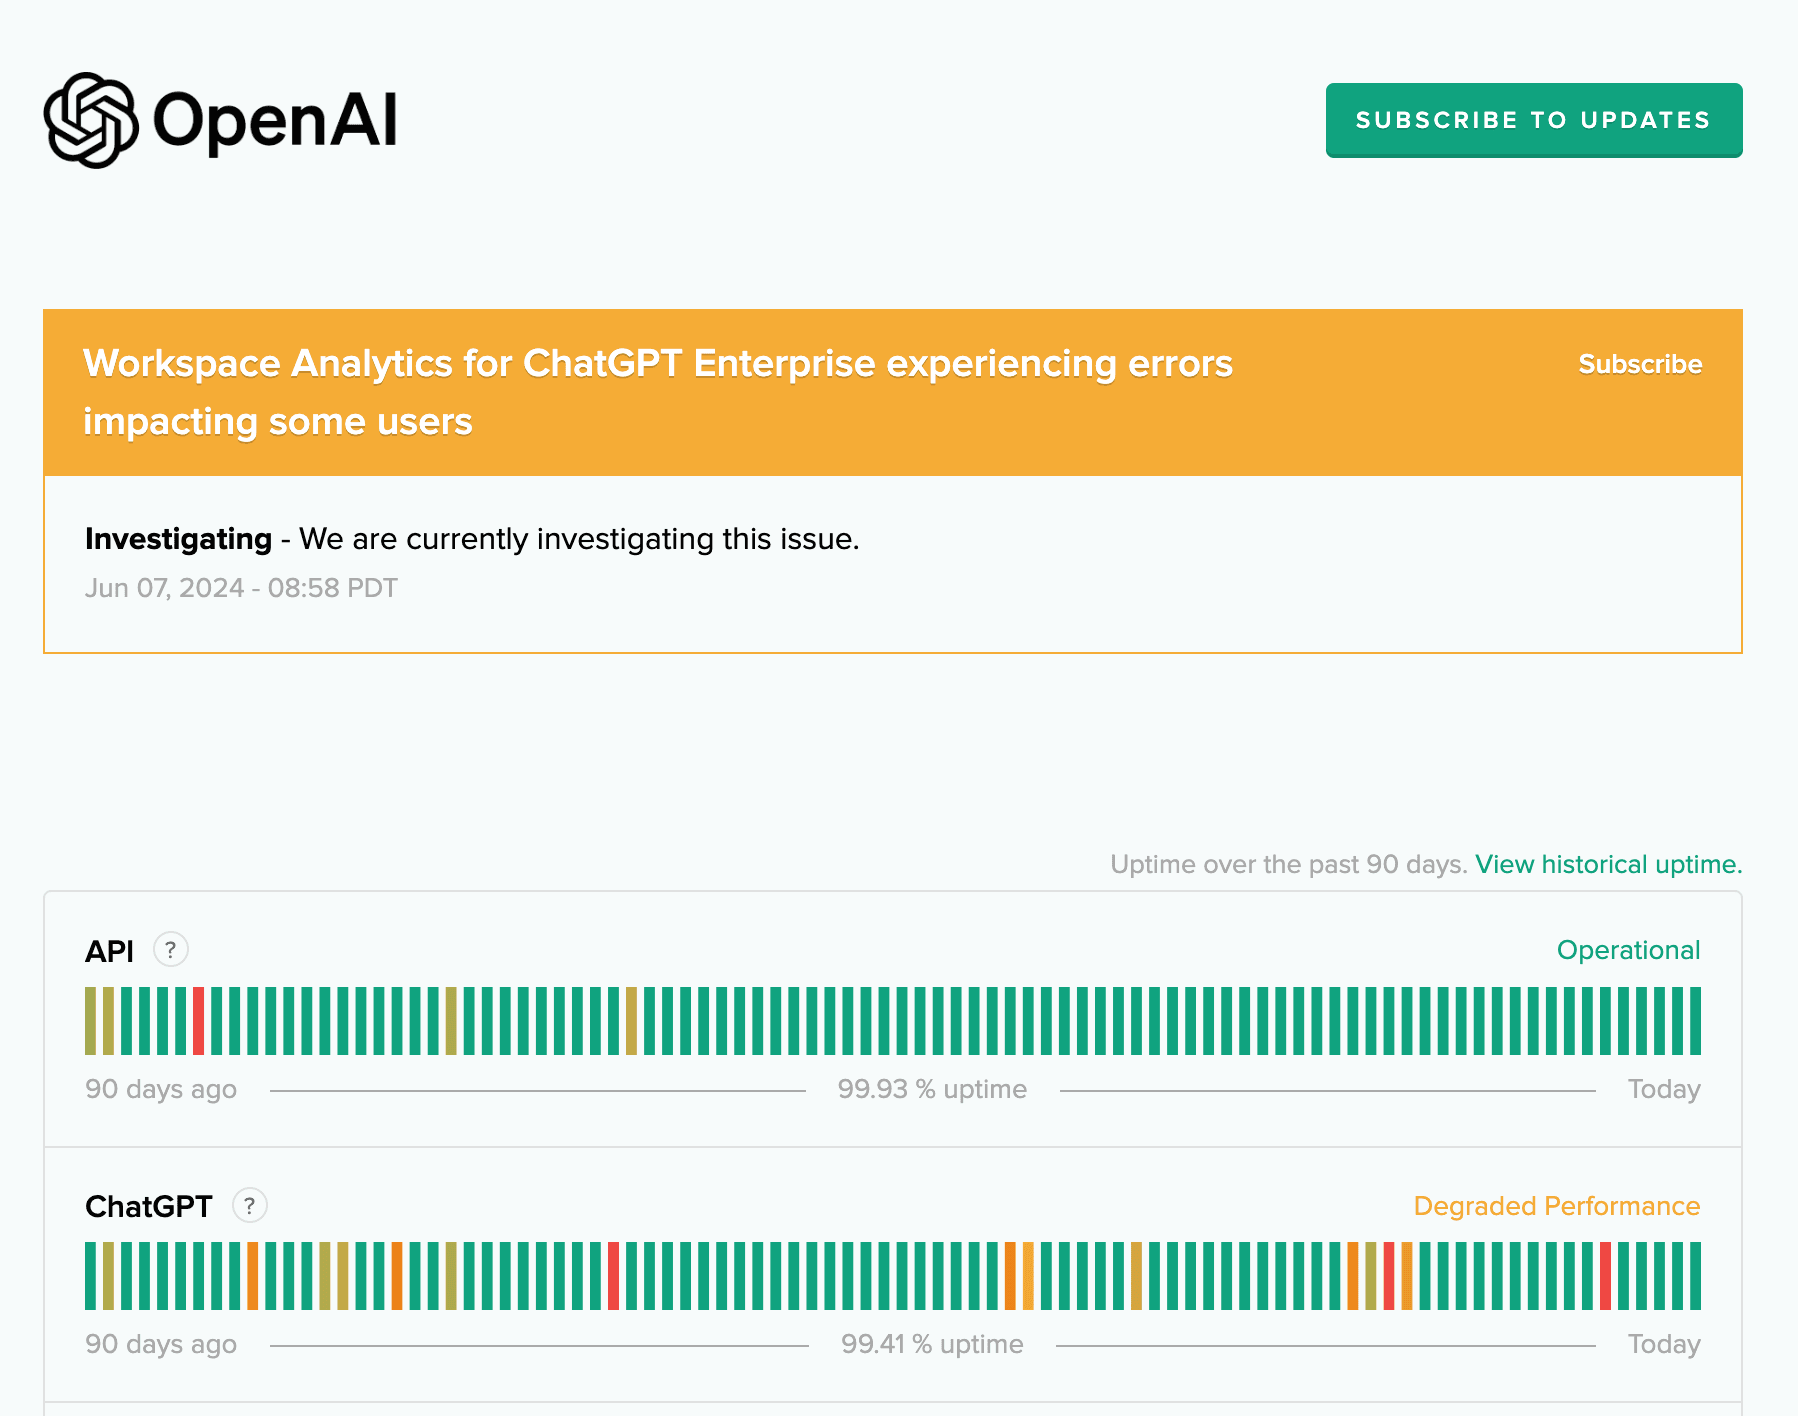 OpenAI
SUBSCRIBE TO UPDATES
Workspace Analytics for ChatGPT Enterprise experiencing errors
impacting some users
Subscribe
Investigating - We are currently investigating this issue.
Jun 07, 2024 - 08:58 PDT
Uptime over the past 90 days. View historical uptime.
API ? Operational
90 days ago 99.93 % uptime Today
ChatGPT ? Degraded Performance
90 days ago 99.41 % uptime Today